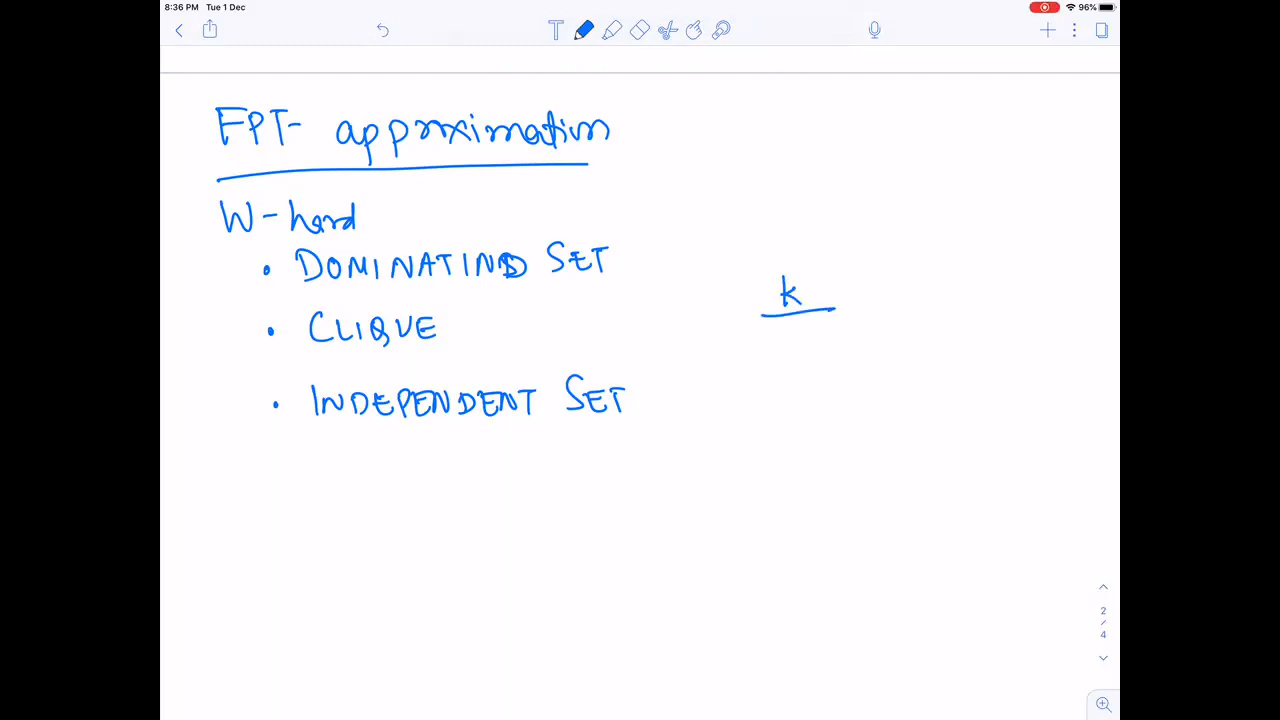 8:36 PM Tue 1 Dec
96%
T
FPT- approximation
W-hard
• DOMINATING SET
k
• CLIQUE
• INDEPENDENT SET
2
/
4